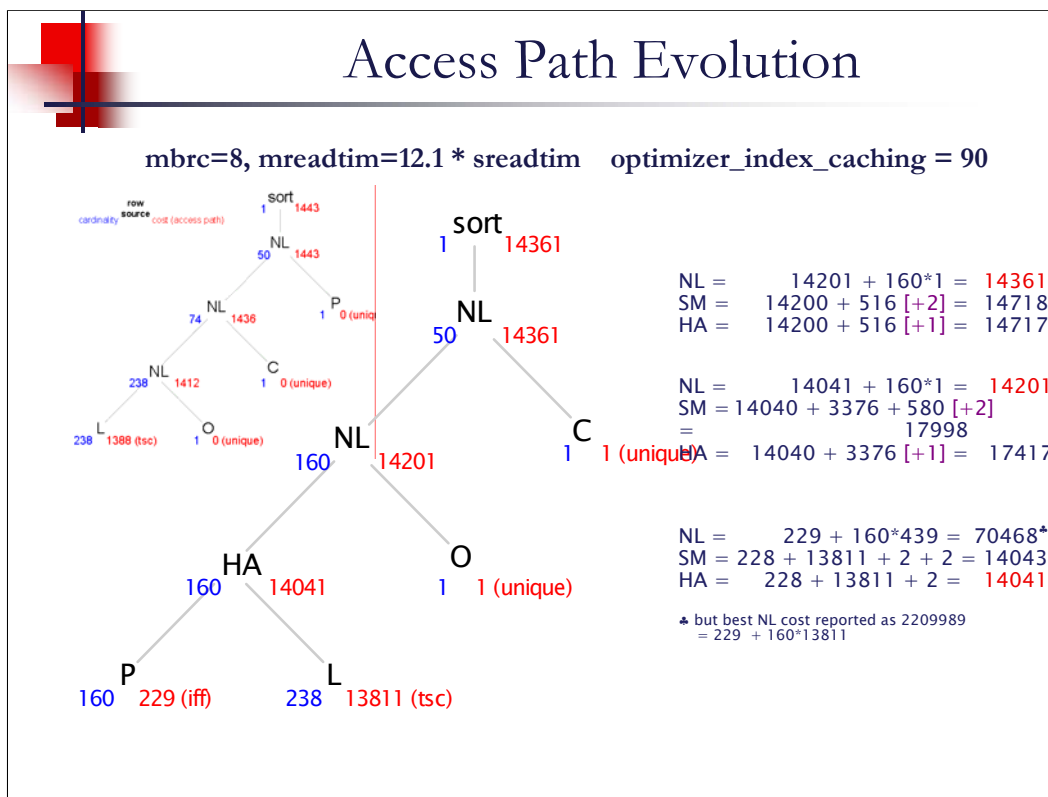 Access Path Evolution
mbrc=8, mreadtim=12.1 * sreadtim optimizer_index_caching = 90
row
cardinality source cost (access path)
sort
1 1443
NL
50 1443
NL
74 1436
P
1 0 (uniqu
NL
238 1412
C
1 0 (unique)
L
238 1388 (tsc)
O
1 0 (unique)
sort
1 14361
NL
50 14361
NL
160 14201
C
1 1 (unique)
HA
160 14041
O
1 1 (unique)
P
160 229 (iff)
L
238 13811 (tsc)
NL = 14201 + 160*1 = 14361
SM = 14200 + 516 [+2] = 14718
HA = 14200 + 516 [+1] = 14717
NL = 14041 + 160*1 = 14201
SM = 14040 + 3376 + 580 [+2]
= 17998
HA = 14040 + 3376 [+1] = 17417
NL = 229 + 160*439 = 70468♣
SM = 228 + 13811 + 2 + 2 = 14043
HA = 228 + 13811 + 2 = 14041
♣ but best NL cost reported as 2209989
= 229 + 160*13811